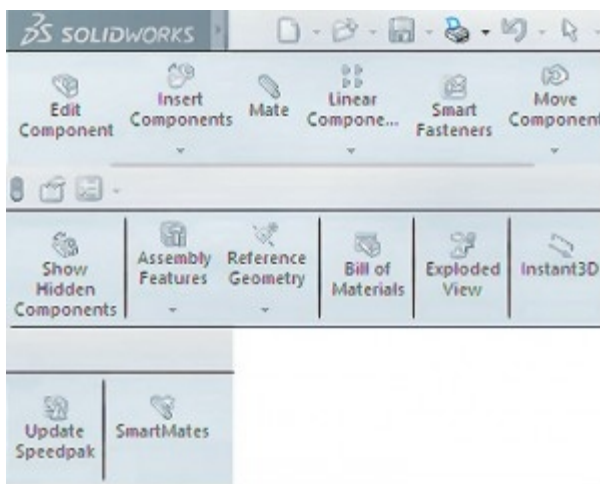 SOLIDWORKS
Edit Component
Insert Components
Mate
Linear Compone...
Smart Fasteners
Move Component
Show Hidden Components
Assembly Features
Reference Geometry
Bill of Materials
Exploded View
Instant3D
Update Speedpak
SmartMates